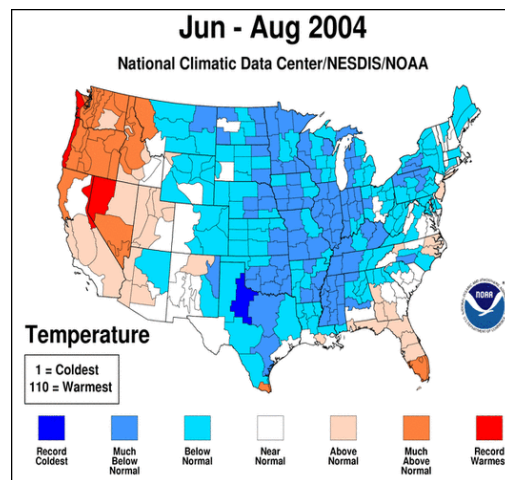 Jun - Aug 2004
National Climatic Data Center/NESDIS/NOAA
NOAA
Temperature
1 = Coldest
110 = Warmest
Record Coldest
Much Below Normal
Below Normal
Near Normal
Above Normal
Much Above Normal
Record Warmest